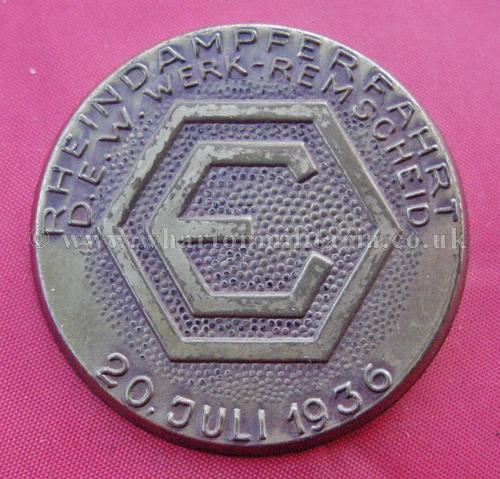 RHEINDAMPFERFAHRT
D.E.W. WERK-REMSCHEID
E
© www.whartonmilitaria.co.uk
20. JULI 1936